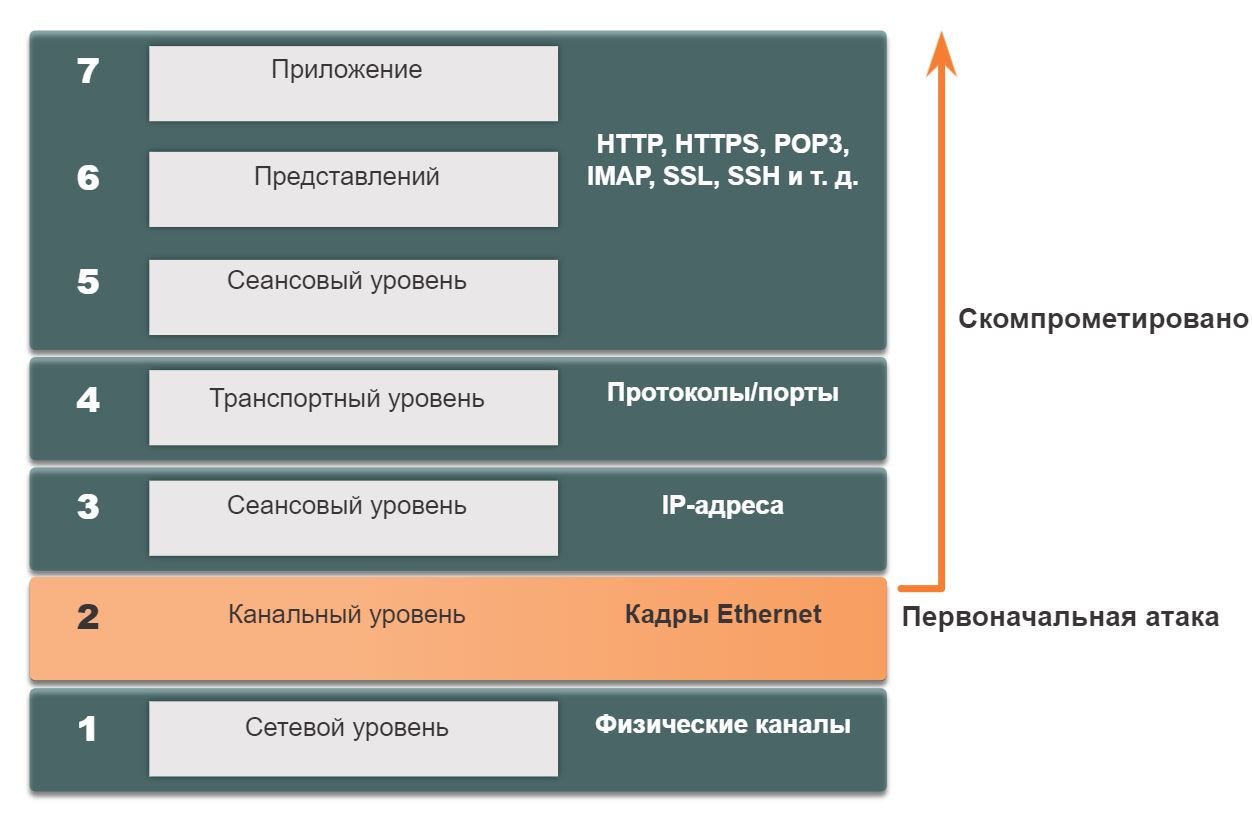 7 Приложение
HTTP, HTTPS, POP3,
IMAP, SSL, SSH и т. д.
6 Представлений
5 Сеансовый уровень
Скомпрометировано
4 Транспортный уровень Протоколы/порты
3 Сеансовый уровень IP-адреса
2 Канальный уровень Кадры Ethernet Первоначальная атака
1 Сетевой уровень Физические каналы